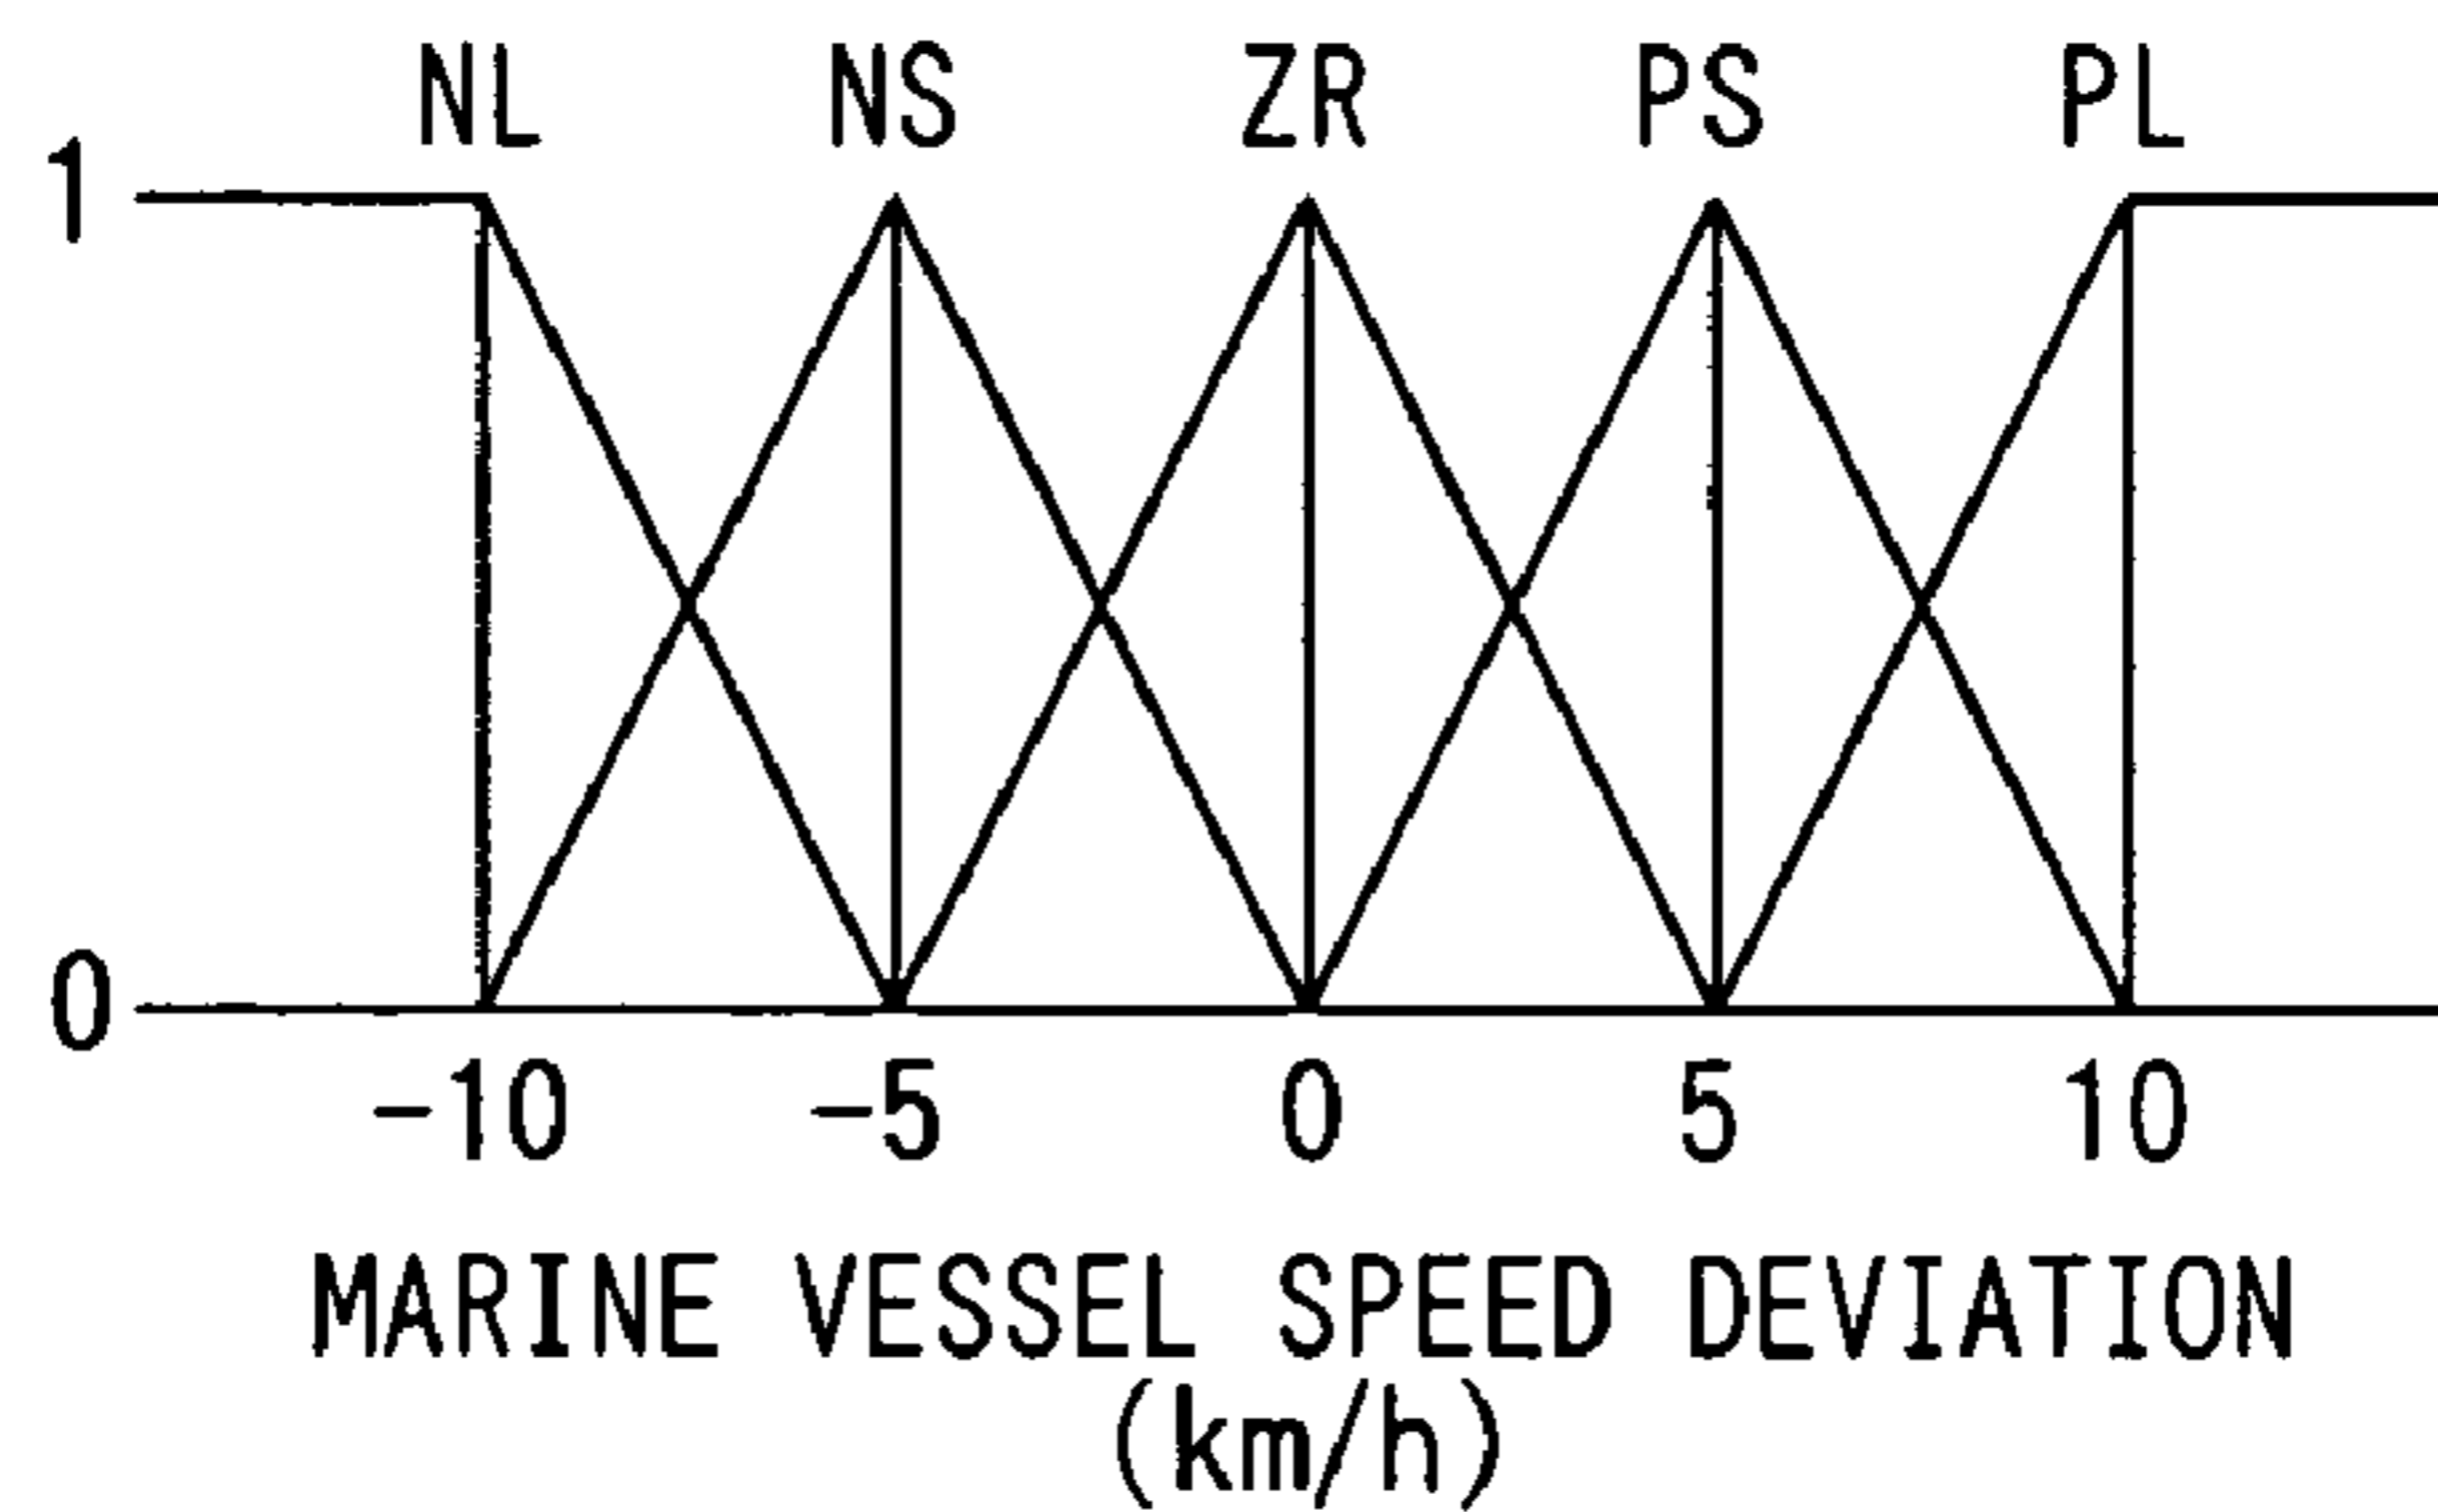 NL NS ZR PS PL
1
0
-10 -5 0 5 10
MARINE VESSEL SPEED DEVIATION
(km/h)